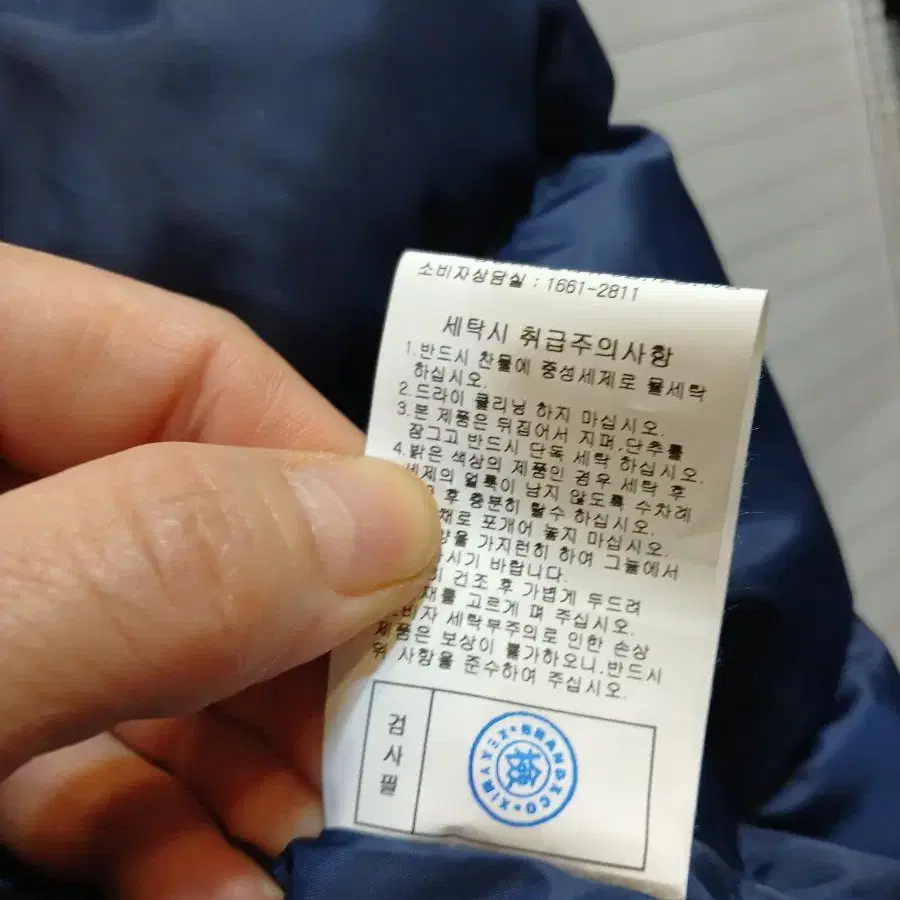 소비자상담실 : 1661-2811
세탁시 취급주의사항
1.반드시 찬물에 중성세제로 물세탁
하십시오.
2.드라이 클리닝 하지 마십시오.
3.본 제품은 뒤집어서 지퍼,단추를
잠그고 반드시 단독 세탁 하십시오.
4.밝은 색상의 제품인 경우 세탁 후
세제의 얼룩이 남지 않도록 수차례
후 충분히 탈수 하십시오.
채로 포개어 놓지 마십시오.
가지런히 하여 그늘에서
바랍니다.
건조 후 가볍게 두드려
고르게 펴 주십시오.
세탁부주의로 인한 손상
제품은 보상이 불가하오니,반드시
위 사항을 준수하여 주십시오.
검사필
BRANDXCO
檢